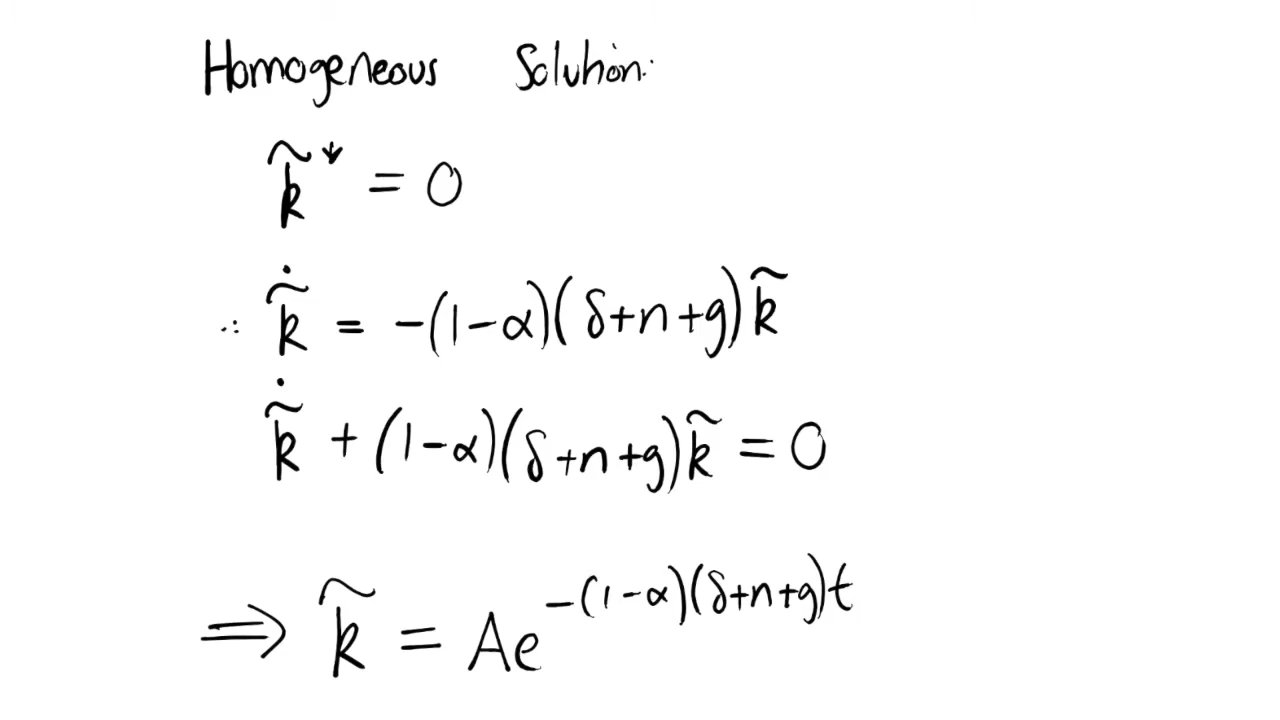 Homogeneous Solution:
k̃* = 0
∴ k̃̇ = -(1-α)(δ+n+g)k̃
k̃̇ + (1-α)(δ+n+g)k̃ = 0
⟹ k̃ = Ae^{-(1-α)(δ+n+g)t}